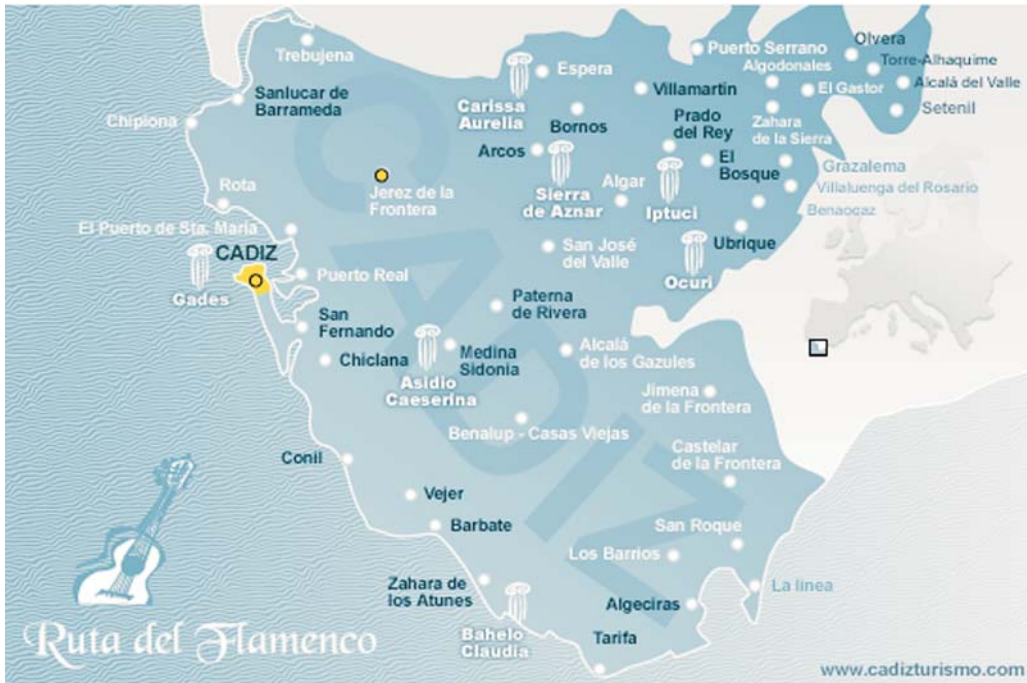 Trebujena
Sanlucar de
Barrameda
Chipiona
Rota
El Puerto de Sta. Maria
CADIZ
Gades
Puerto Real
San
Fernando
Chiclana
Jerez de la
Frontera
Carissa
Aurelia
Espera
Bornos
Arcos
Sierra
de Aznar
Algar
Villamartin
Prado
del Rey
Iptuci
El
Bosque
Puerto Serrano
Algodonales
El Gastor
Zahara
de la Sierra
Olvera
Torre-Alhaquime
Alcalá del Valle
Setenil
Grazalema
Villaluenga del Rosario
Benaocaz
Ubrique
Ocuri
San José
del Valle
Paterna
de Rivera
Medina
Sidonia
Asidio
Caeserina
Alcalá
de los Gazules
Benalup - Casas Viejas
Jimena
de la Frontera
Castelar
de la Frontera
San Roque
Los Barrios
La línea
Algeciras
Tarifa
Conil
Vejer
Barbate
Zahara de
los Atunes
Bahelo
Claudia
CADIZ
Ruta del Flamenco
www.cadizturismo.com